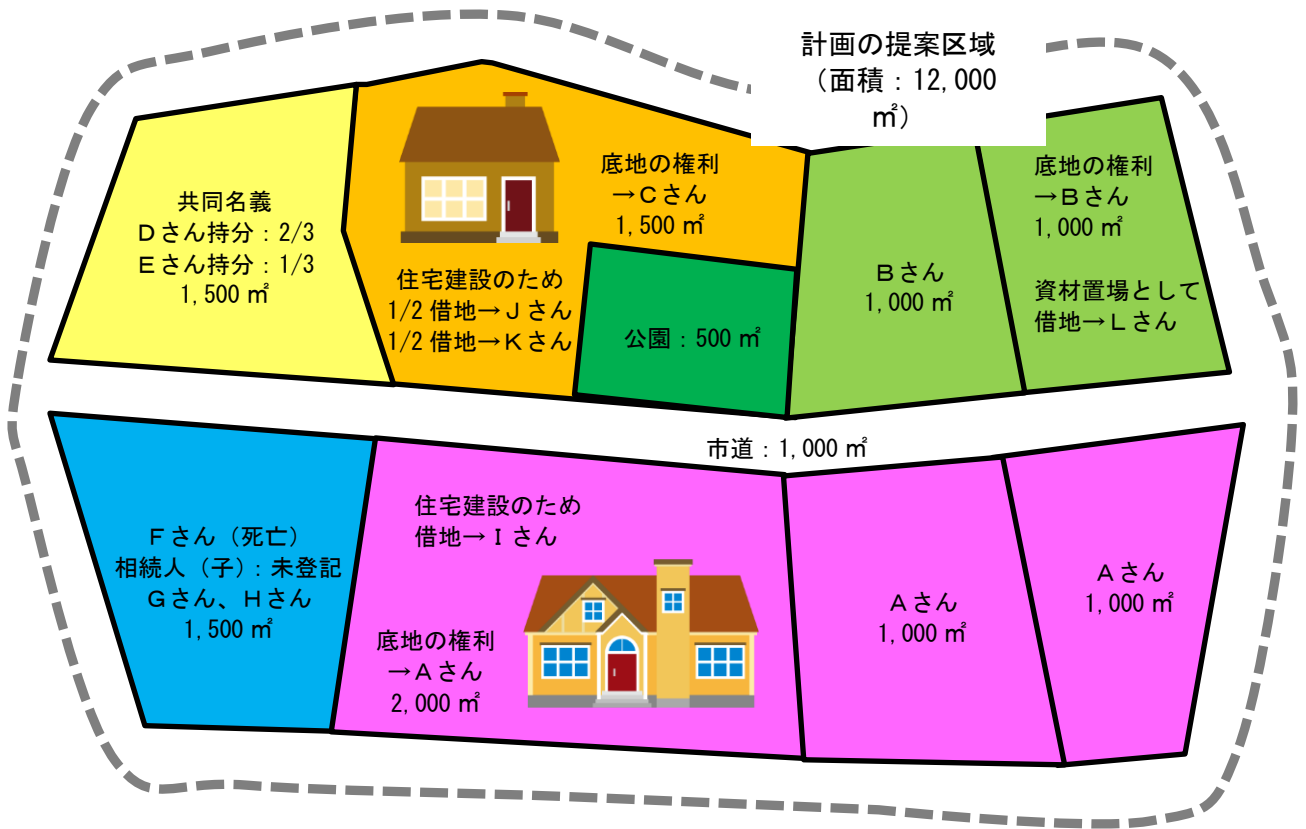 計画の提案区域
（面積：12,000
㎡）
共同名義
Ｄさん持分：2/3
Ｅさん持分：1/3
1,500 ㎡
底地の権利
→Ｃさん
1,500 ㎡
住宅建設のため
1/2 借地→Ｊさん
1/2 借地→Ｋさん
公園：500 ㎡
Ｂさん
1,000 ㎡
底地の権利
→Ｂさん
1,000 ㎡
資材置場として
借地→Ｌさん
市道：1,000 ㎡
Ｆさん（死亡）
相続人（子）：未登記
Ｇさん、Ｈさん
1,500 ㎡
住宅建設のため
借地→Ｉさん
底地の権利
→Ａさん
2,000 ㎡
Ａさん
1,000 ㎡
Ａさん
1,000 ㎡